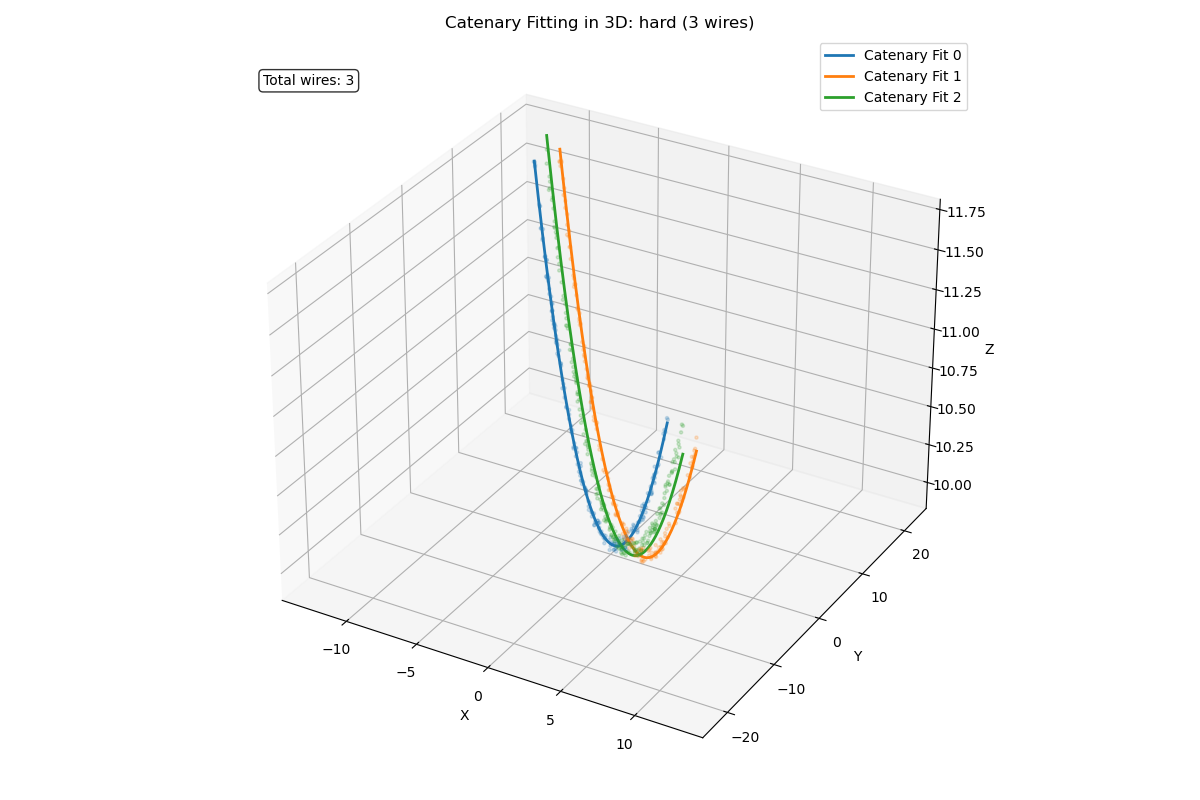 Catenary Fitting in 3D: hard (3 wires)
Total wires: 3
Catenary Fit 0
Catenary Fit 1
Catenary Fit 2
11.75
11.50
11.25
11.00
10.75
10.50
10.25
10.00
Z
20
10
0
−10
−20
Y
−10
−5
0
5
10
X